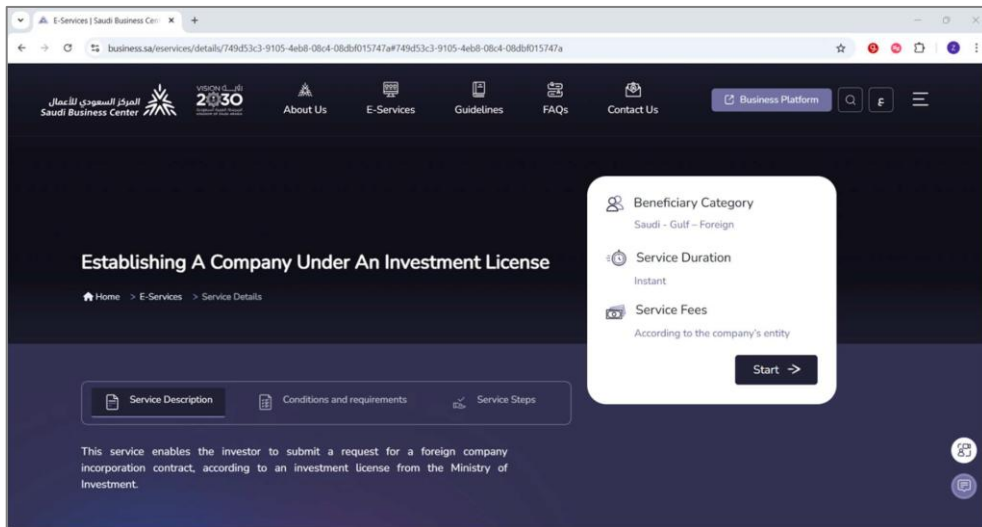 E-Services | Saudi Business Cent
business.sa/eservices/details/749d53c3-9105-4eb8-08c4-08dbf015747a#749d53c3-9105-4eb8-08c4-08dbf015747a
المركز السعودي للأعمال
Saudi Business Center
VISION رؤيــة
2030
About Us
E-Services
Guidelines
FAQs
Contact Us
Business Platform
ع
Beneficiary Category
Saudi - Gulf – Foreign
Establishing A Company Under An Investment License
Service Duration
Instant
Home > E-Services > Service Details
Service Fees
According to the company's entity
Start
Service Description
Conditions and requirements
Service Steps
This service enables the investor to submit a request for a foreign company
incorporation contract, according to an investment license from the Ministry of
Investment.